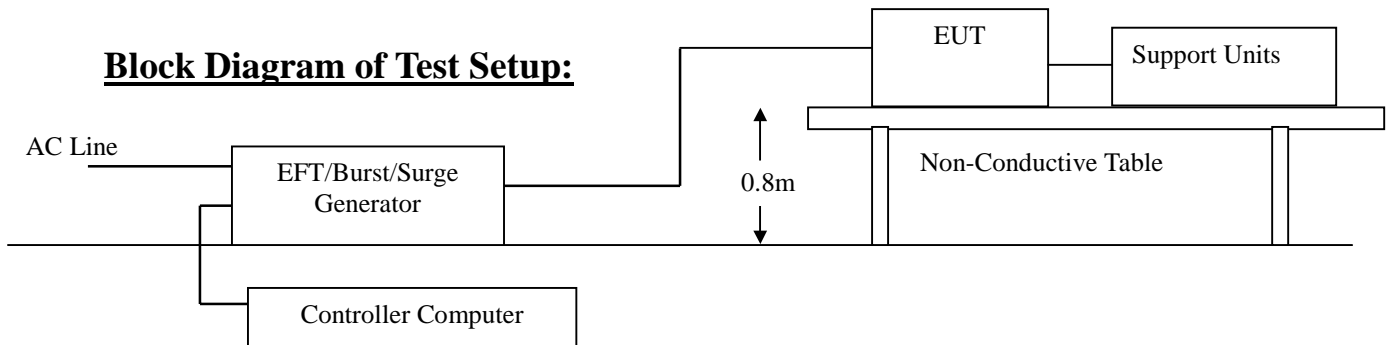 Block Diagram of Test Setup:
EUT
Support Units
AC Line
EFT/Burst/Surge
Generator
0.8m
Non-Conductive Table
Controller Computer